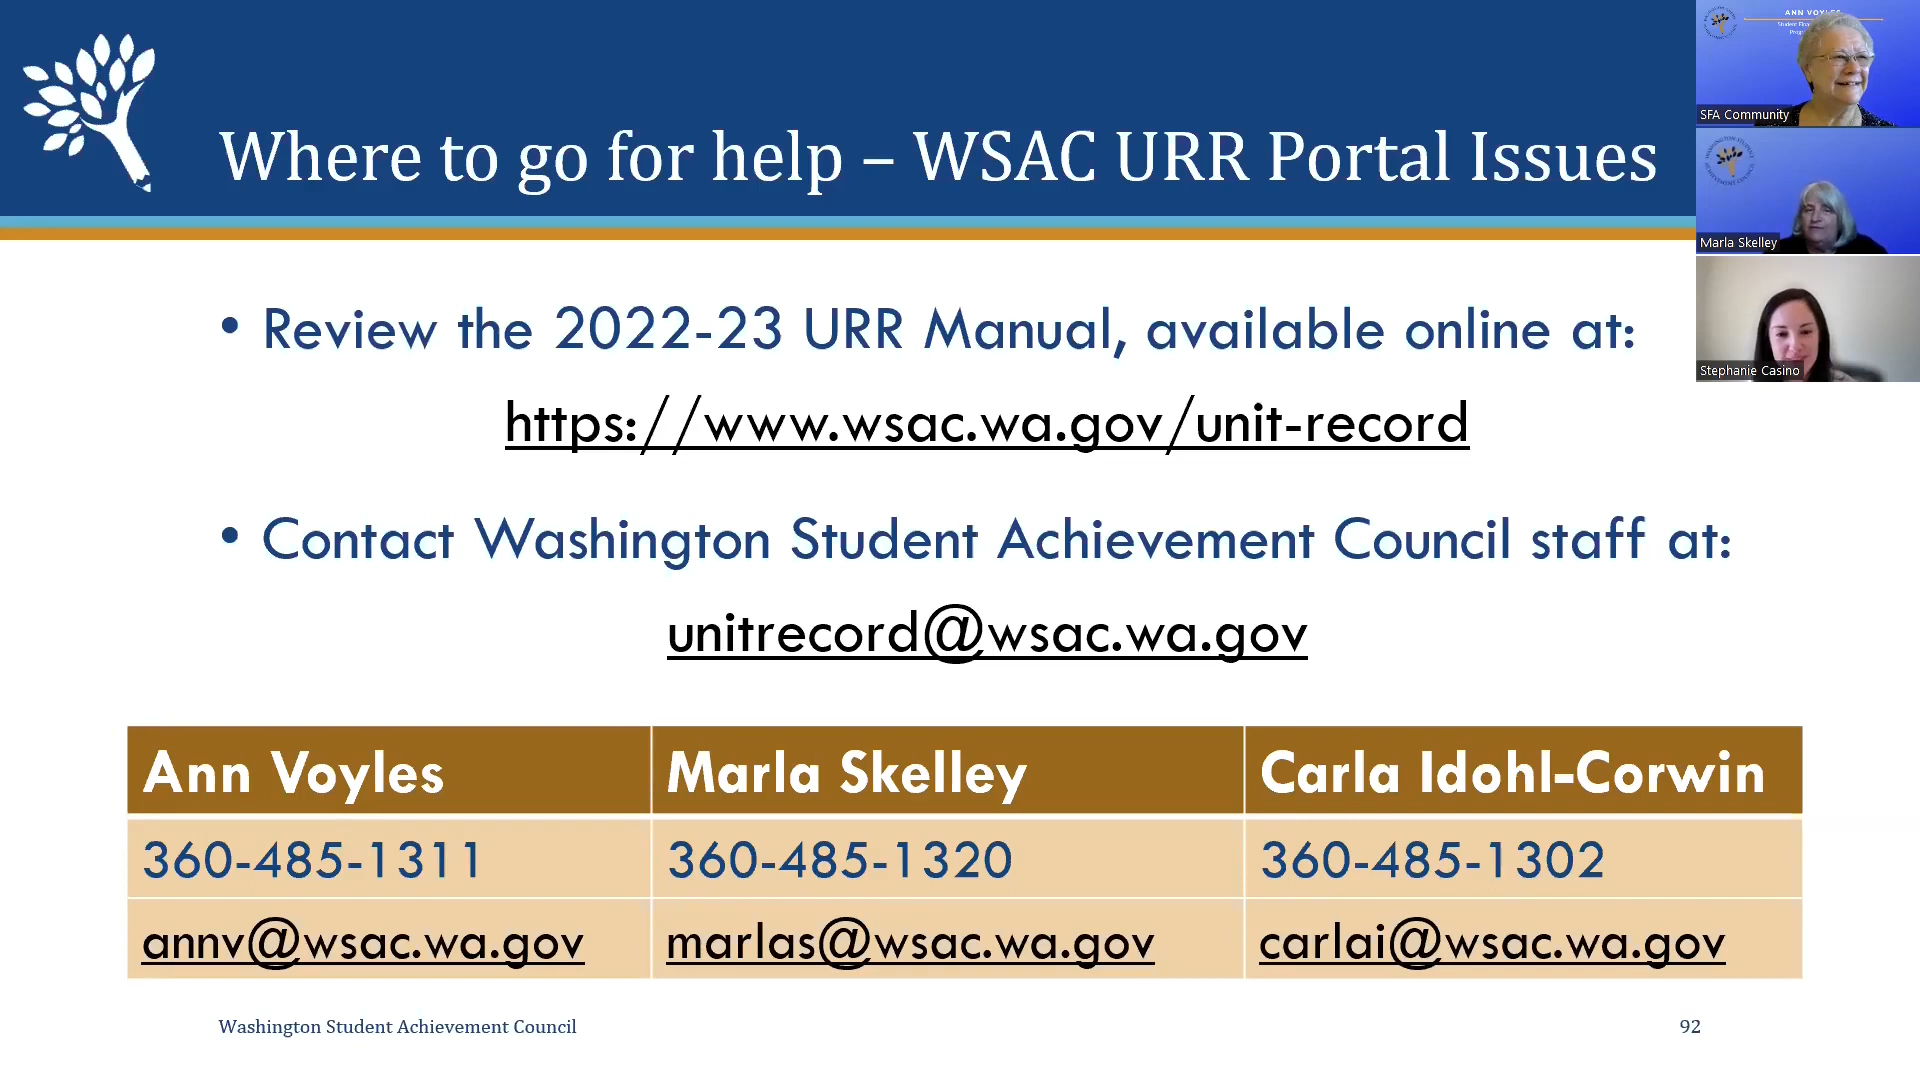 Where to go for help – WSAC URR Portal Issues
ANN VOYLES
SFA Community
Marla Skelley
Stephanie Casino
• Review the 2022-23 URR Manual, available online at:
https://www.wsac.wa.gov/unit-record
• Contact Washington Student Achievement Council staff at:
unitrecord@wsac.wa.gov
Ann Voyles Marla Skelley Carla Idohl-Corwin
360-485-1311 360-485-1320 360-485-1302
annv@wsac.wa.gov marlas@wsac.wa.gov carlai@wsac.wa.gov
Washington Student Achievement Council 92